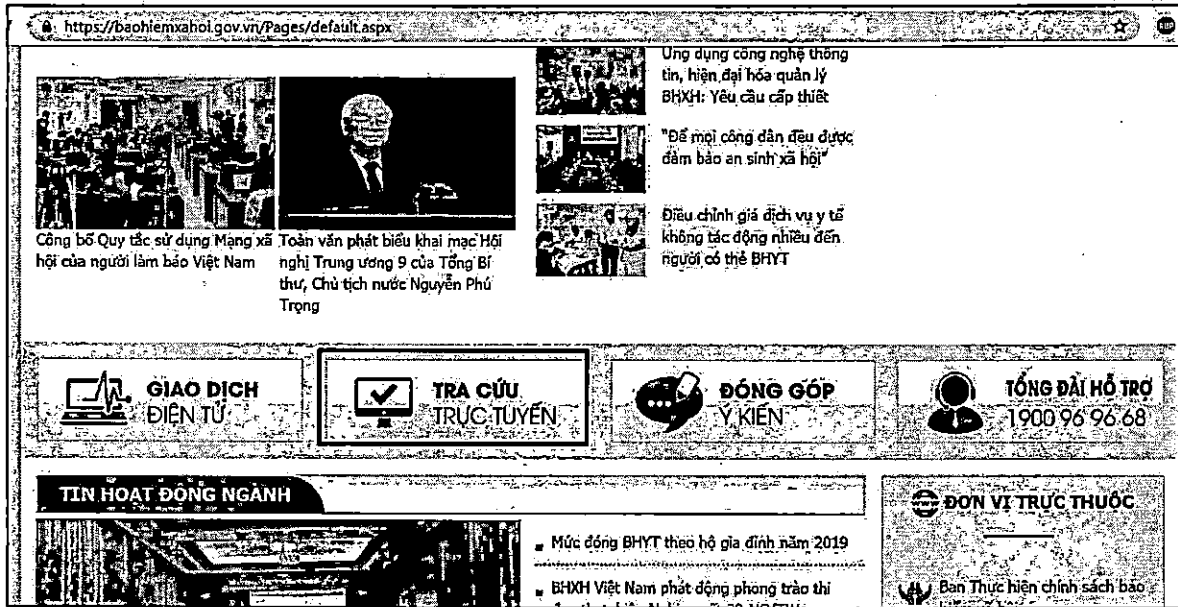 https://baohiemxahoi.gov.vn/Pages/default.aspx
ABP
Công bố Quy tắc sử dụng Mạng xã
hội của người làm báo Việt Nam
Toàn văn phát biểu khai mạc Hội
nghị Trung ương 9 của Tổng Bí
thư, Chủ tịch nước Nguyễn Phú
Trọng
Ứng dụng công nghệ thông
tin, hiện đại hóa quản lý
BHXH: Yêu cầu cấp thiết
"Để mọi công dân đều được
đảm bảo an sinh xã hội"
Điều chỉnh giá dịch vụ y tế
không tác động nhiều đến
người có thẻ BHYT
GIAO DỊCH
ĐIỆN TỬ
TRA CỨU
TRỰC TUYẾN
ĐÓNG GÓP
Ý KIẾN
TỔNG ĐÀI HỖ TRỢ
1900 96 96 68
TIN HOẠT ĐỘNG NGÀNH
Mức đóng BHYT theo hộ gia đình năm 2019
BHXH Việt Nam phát động phong trào thi
ĐƠN VỊ TRỰC THUỘC
Ban Thực hiện chính sách bảo